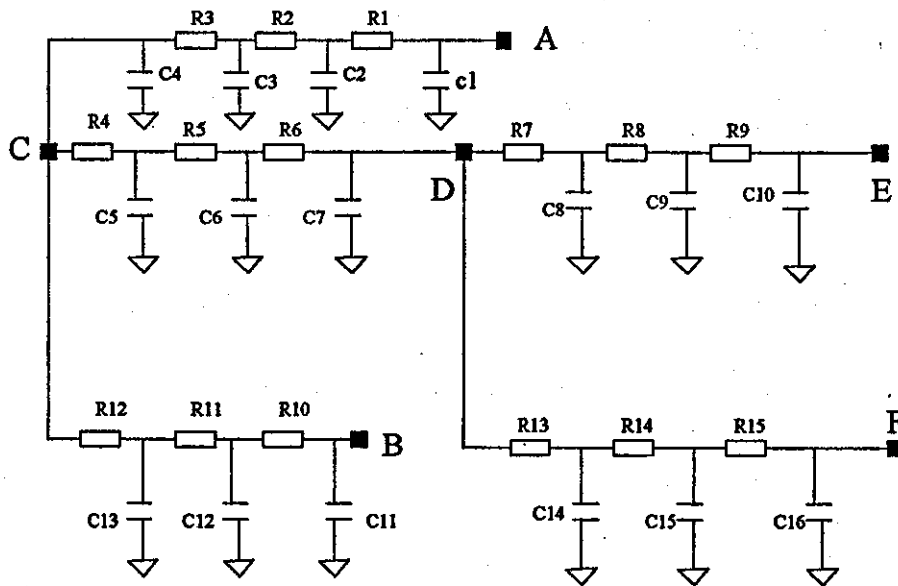 R3 R2 R1 A
C4 C3 C2 c1
C R4 R5 R6 R7 R8 R9
D E
C5 C6 C7 C8 C9 C10
R12 R11 R10 B R13 R14 R15 F
C13 C12 C11 C14 C15 C16